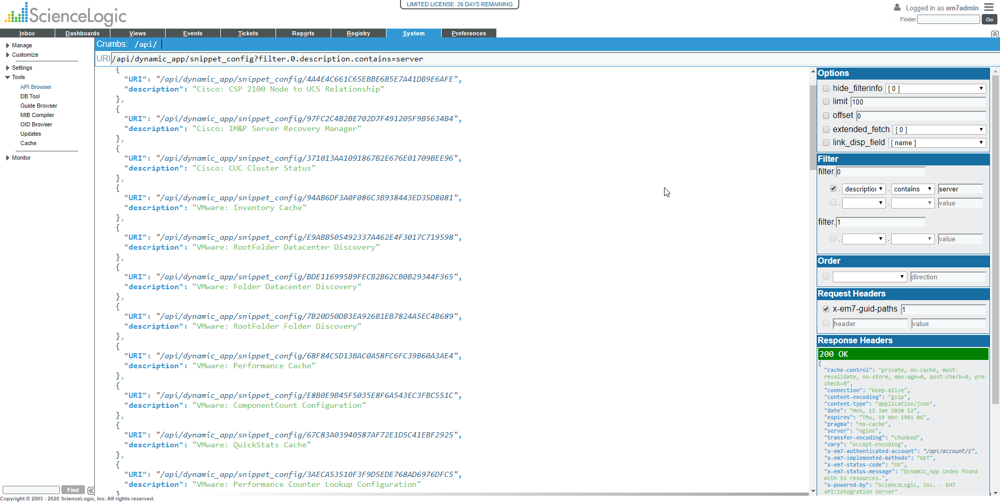 LIMITED LICENSE: 26 DAYS REMAINING
ScienceLogic
Logged in as em7admin
Finder
Go
Inbox Dashboards Views Events Tickets Reports Registry System Preferences
Manage
Customize
Settings
Tools
API Browser
DB Tool
Guide Browser
MIB Compiler
OID Browser
Updates
Cache
Monitor
Find
Crumbs: /api/
URI /api/dynamic_app/snippet_config?filter.0.description.contains=server
{
"URI": "/api/dynamic_app/snippet_config/4A4E4C661C65EBBE6B5E7A41DB9E6AFE",
"description": "Cisco: CSP 2100 Node to UCS Relationship"
},
{
"URI": "/api/dynamic_app/snippet_config/97FC2C4B2BE702D7F491205F9B5634B4",
"description": "Cisco: IM&P Server Recovery Manager"
},
{
"URI": "/api/dynamic_app/snippet_config/371013AA1091867B2E676E01709BEE96",
"description": "Cisco: CUC Cluster Status"
},
{
"URI": "/api/dynamic_app/snippet_config/94AB6DF3A0F086C3B938443ED35D8081",
"description": "VMware: Inventory Cache"
},
{
"URI": "/api/dynamic_app/snippet_config/E9ABB505492337A462E4F3017C719598",
"description": "VMware: RootFolder Datacenter Discovery"
},
{
"URI": "/api/dynamic_app/snippet_config/BDE116995B9FECB2B62CB0B29344F365",
"description": "VMware: Folder Datacenter Discovery"
},
{
"URI": "/api/dynamic_app/snippet_config/7B20D50DB3EA926B1EB7824A5EC4B689",
"description": "VMware: RootFolder Folder Discovery"
},
{
"URI": "/api/dynamic_app/snippet_config/68F84C5D13BAC0A58FC6FC39B60A3AE4",
"description": "VMware: Performance Cache"
},
{
"URI": "/api/dynamic_app/snippet_config/E8B0E9B45FF5035E8F6A543EC3FBC551C",
"description": "VMware: ComponentCount Configuration"
},
{
"URI": "/api/dynamic_app/snippet_config/67C83A03940587AF72E1D5C41EBF2925",
"description": "VMware: QuickStats Cache"
},
{
"URI": "/api/dynamic_app/snippet_config/3AECA53510F3F9D5EDE768AD6976DFC5",
"description": "VMware: Performance Counter Lookup Configuration"
}
Options
hide_filterinfo [ 0 ]
limit 100
offset 0
extended_fetch [ 0 ]
link_disp_field [ name ]
Filter
filter.0
. description . contains server
. . value
filter.1
. . value
Order
direction
Request Headers
x-em7-guid-paths 1
header value
Response Headers
200 OK
{
"cache-control": "private, no-cache, must-
revalidate, no-store, max-age=0, post-check=0, pre-
check=0",
"connection": "keep-alive",
"content-encoding": "gzip",
"content-type": "application/json",
"date": "Mon, 13 Jan 2020 12",
"expires": "Thu, 19 Nov 1981 08",
"pragma": "no-cache",
"server": "nginx",
"transfer-encoding": "chunked",
"vary": "Accept-Encoding",
"x-em7-authenticated-account": "/api/account/1",
"x-em7-implemented-methods": "GET",
"x-em7-status-code": "OK",
"x-em7-status-message": "Dynamic_App index found
with 51 resources.",
"x-powered-by": "ScienceLogic, Inc. - EM7
API/Integration Server"
Copyright © 2003 - 2020 ScienceLogic, Inc. All rights reserved.